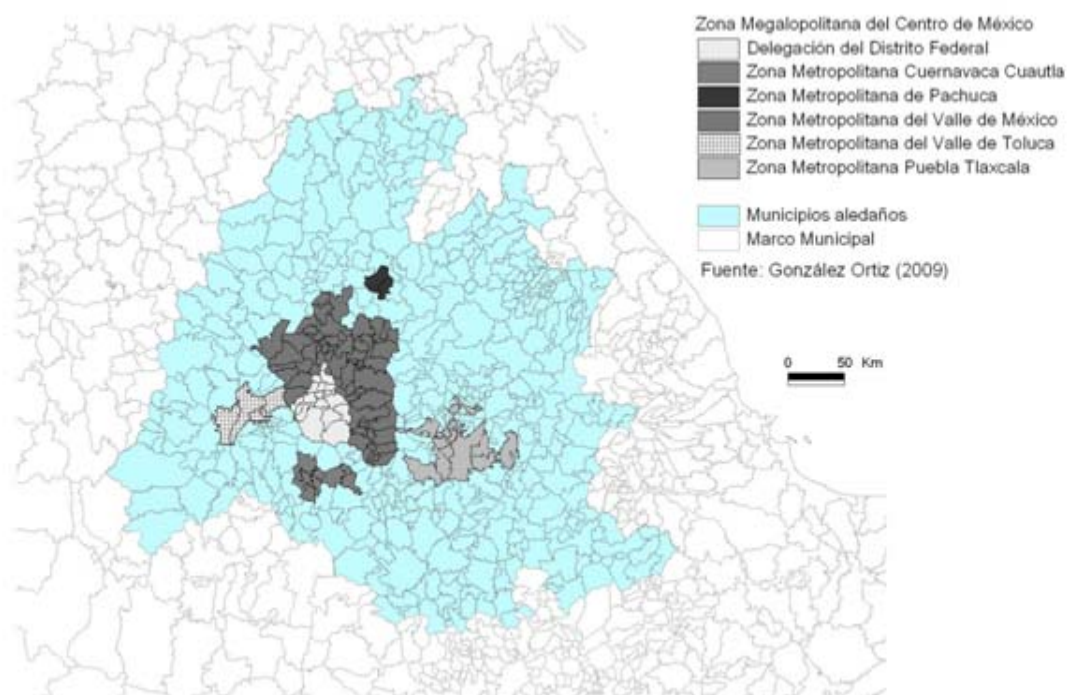 Zona Megalopolitana del Centro de México
Delegación del Distrito Federal
Zona Metropolitana Cuernavaca Cuautla
Zona Metropolitana de Pachuca
Zona Metropolitana del Valle de México
Zona Metropolitana del Valle de Toluca
Zona Metropolitana Puebla Tlaxcala
Municipios aledaños
Marco Municipal
Fuente: González Ortiz (2009)
0 50 Km